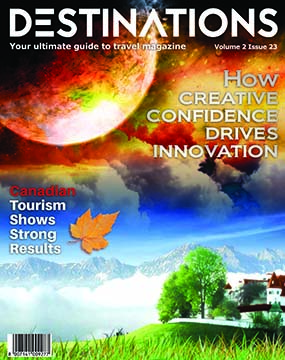 DESTINATIONS
Your ultimate guide to travel magazine
Volume 2 Issue 23
How
CREATIVE
CONFIDENCE
DRIVES
INNOVATION
Canadian
Tourism
Shows
Strong
Results